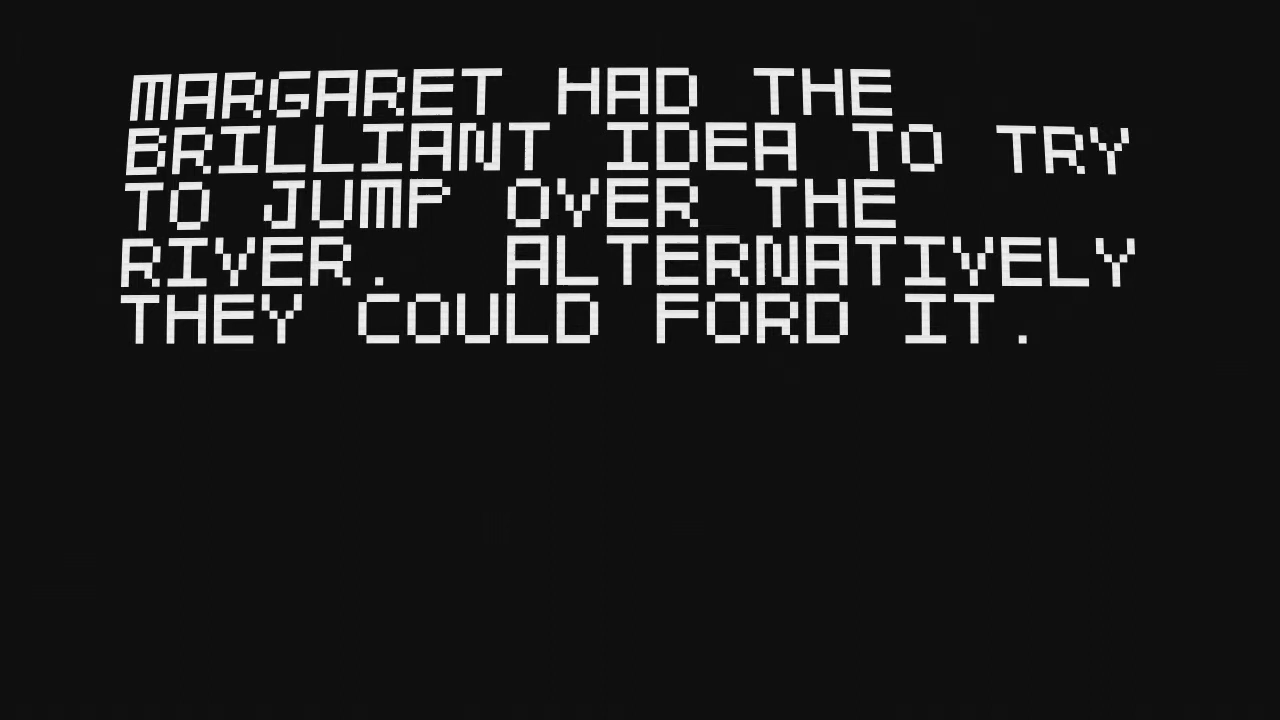 MARGARET HAD THE
BRILLIANT IDEA TO TRY
TO JUMP OVER THE
RIVER.  ALTERNATIVELY
THEY COULD FORD IT.